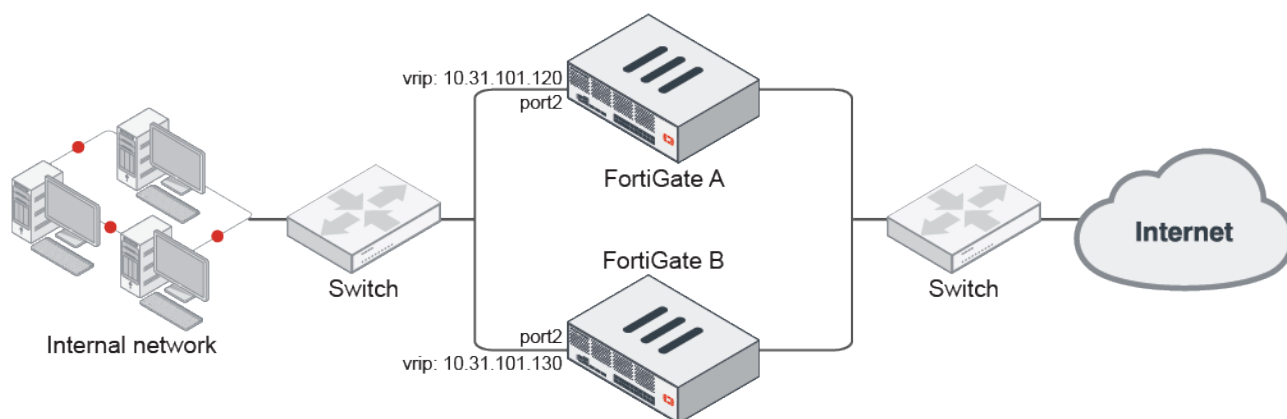 vrip: 10.31.101.120
port2
FortiGate A
Internal network
Switch
FortiGate B
port2
vrip: 10.31.101.130
Switch
Internet